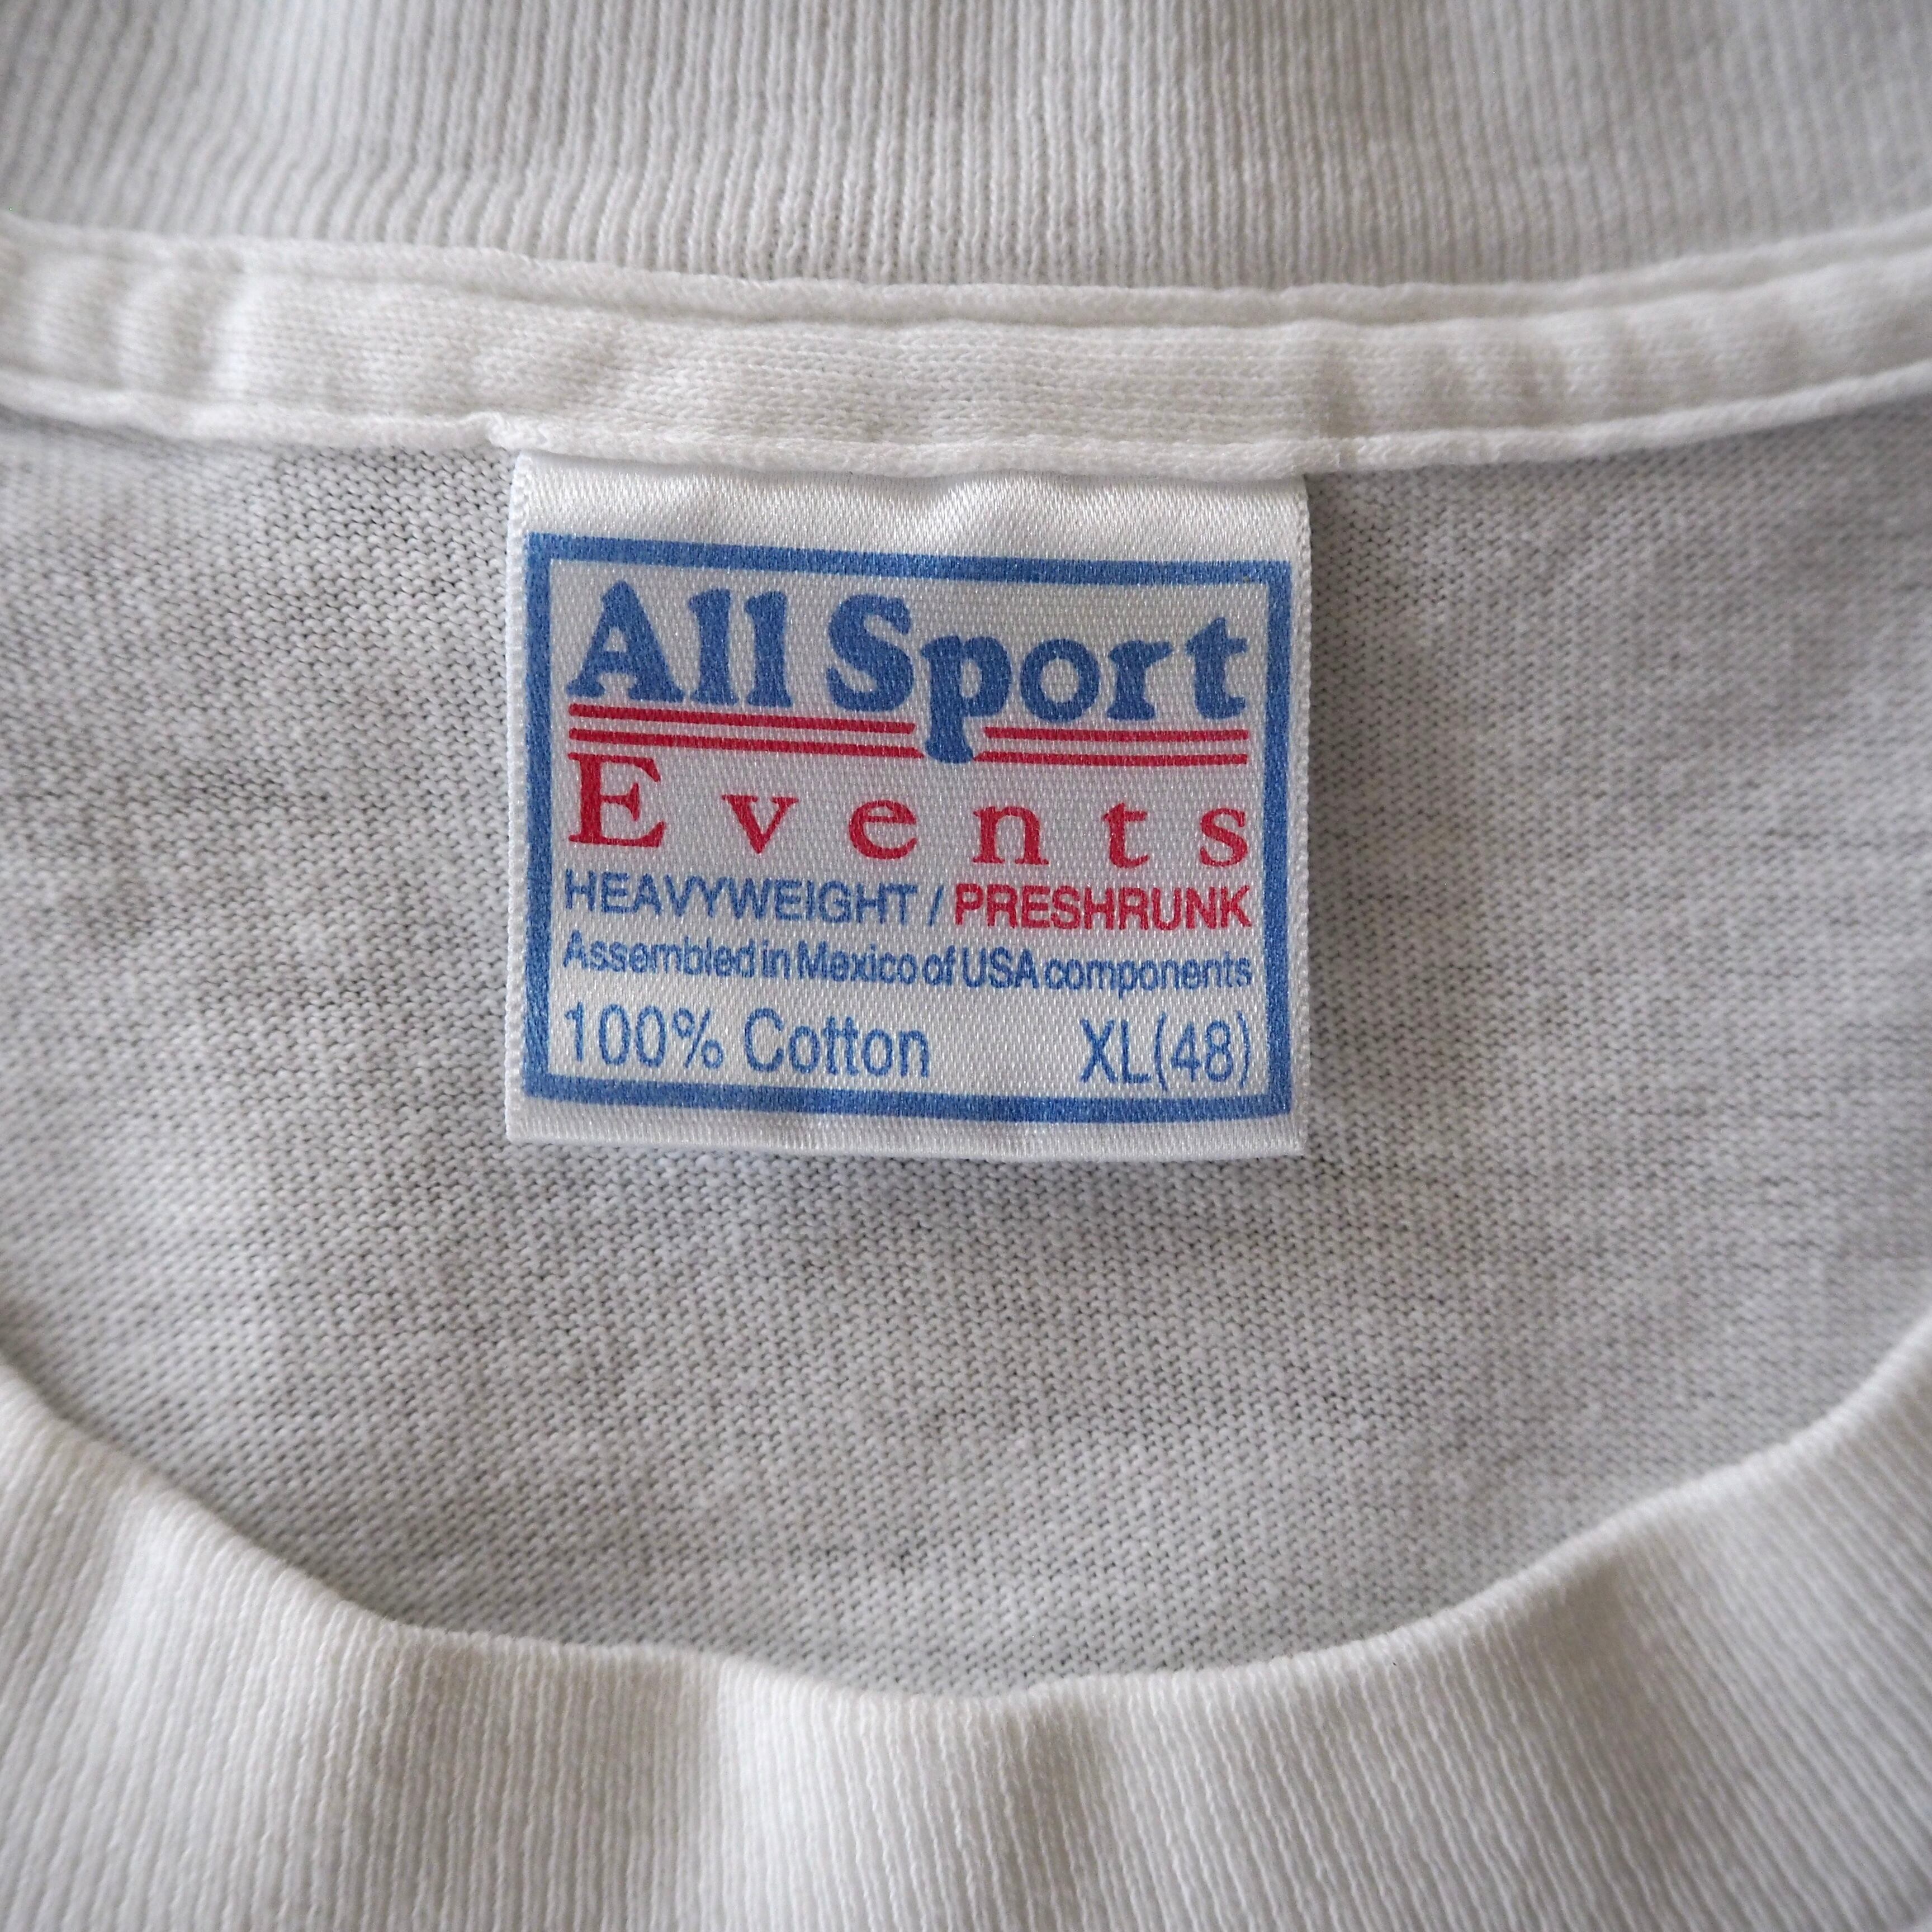 All Sport
Events
HEAVYWEIGHT / PRESHRUNK
Assembled in Mexico of USA components
100% Cotton XL(48)